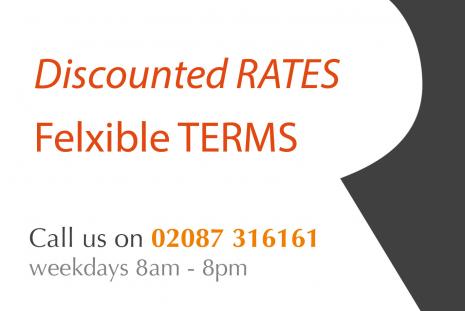 Discounted RATES
Felxible TERMS
Call us on 02087 316161
weekdays 8am - 8pm